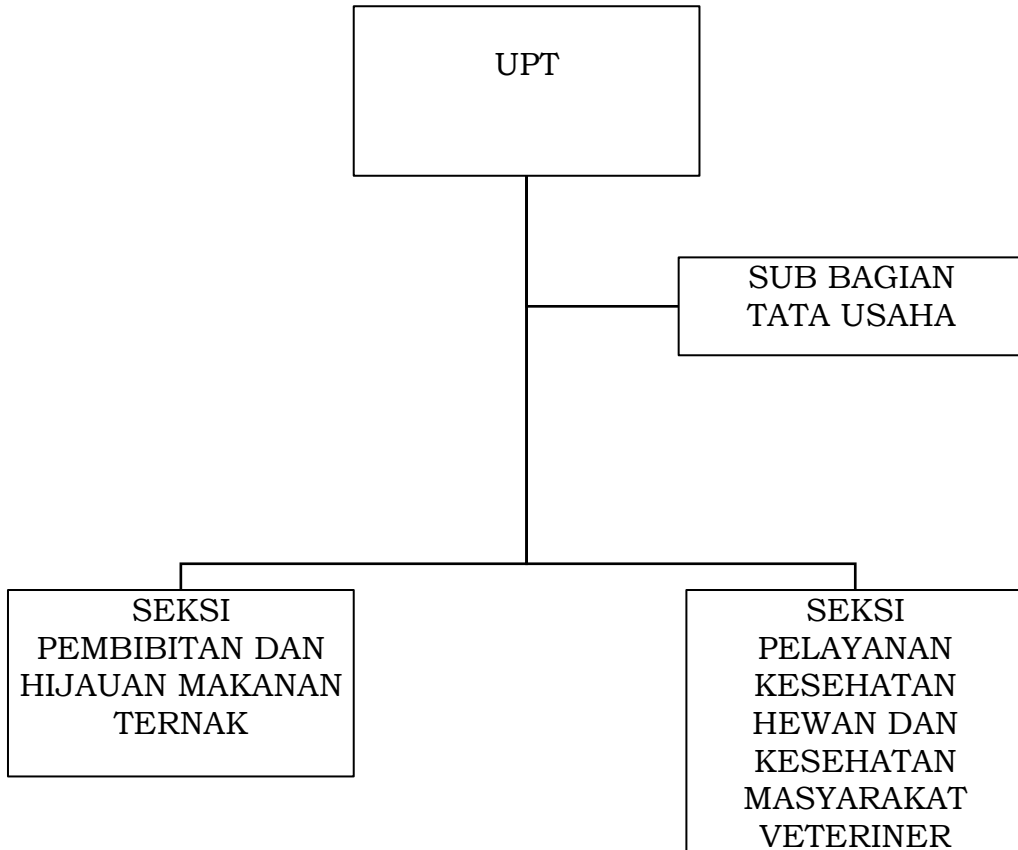 UPT
SUB BAGIAN
TATA USAHA
SEKSI
PEMBIBITAN DAN
HIJAUAN MAKANAN
TERNAK
SEKSI
PELAYANAN
KESEHATAN
HEWAN DAN
KESEHATAN
MASYARAKAT
VETERINER